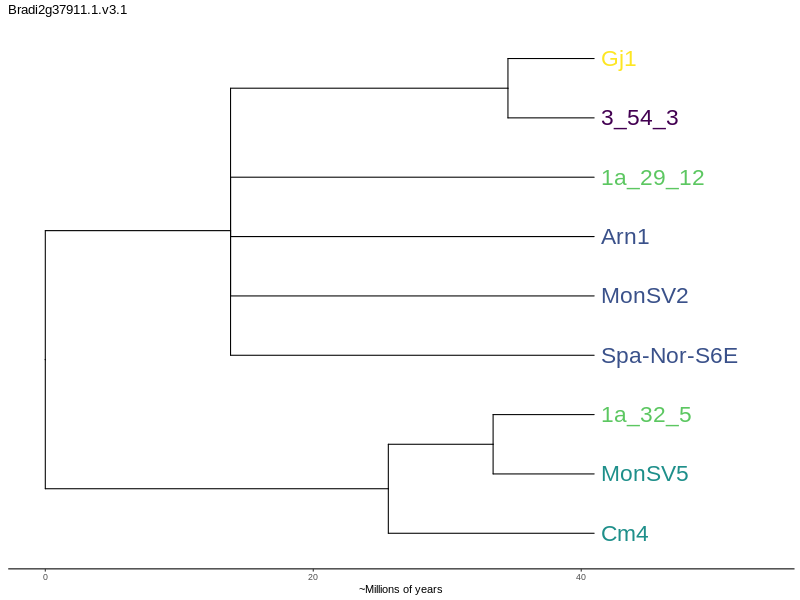 Bradi2g37911.1.v3.1
Gj1
3_54_3
1a_29_12
Arn1
MonSV2
Spa-Nor-S6E
1a_32_5
MonSV5
Cm4
0 20 40
~Millions of years